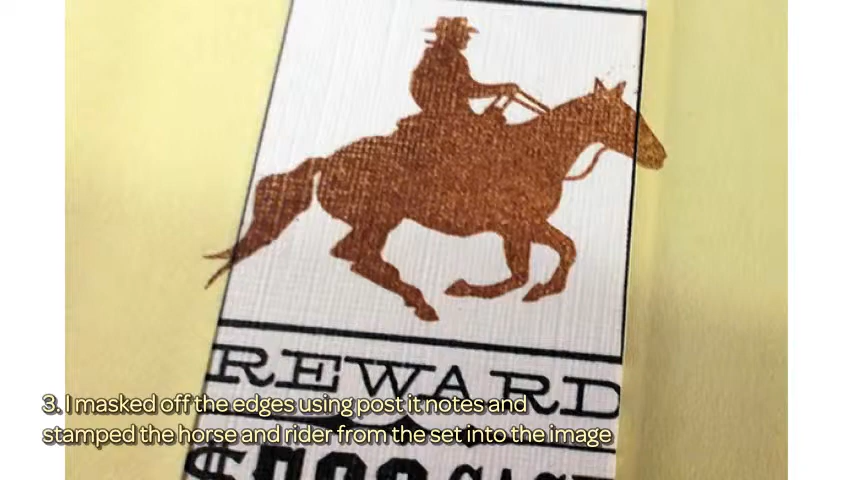 REWARD
3. I masked off the edges using post it notes and
stamped the horse and rider from the set into the image